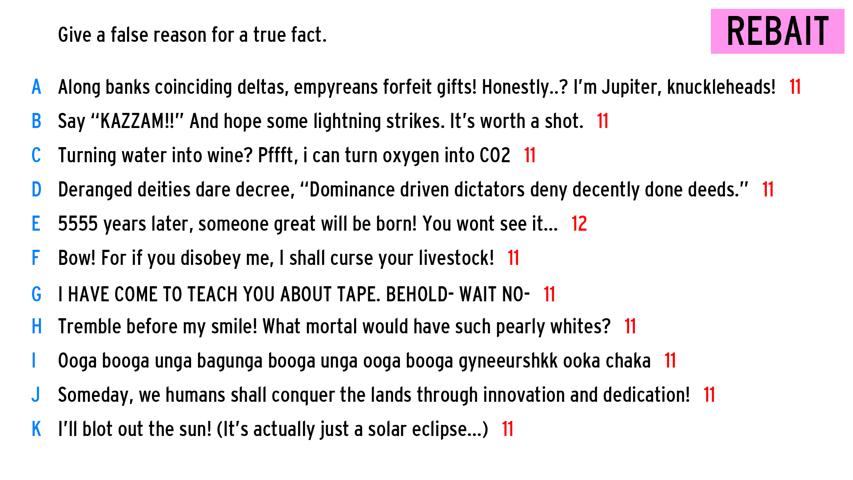 Give a false reason for a true fact.
REBAIT
A Along banks coinciding deltas, empyreans forfeit gifts! Honestly..? I'm Jupiter, knuckleheads! 11
B Say “KAZZAM!!” And hope some lightning strikes. It's worth a shot. 11
C Turning water into wine? Pffft, i can turn oxygen into CO2 11
D Deranged deities dare decree, “Dominance driven dictators deny decently done deeds.” 11
E 5555 years later, someone great will be born! You wont see it... 12
F Bow! For if you disobey me, I shall curse your livestock! 11
G I HAVE COME TO TEACH YOU ABOUT TAPE. BEHOLD- WAIT NO- 11
H Tremble before my smile! What mortal would have such pearly whites? 11
I Ooga booga unga bagunga booga unga ooga booga gyneeurshkk ooka chaka 11
J Someday, we humans shall conquer the lands through innovation and dedication! 11
K I'll blot out the sun! (It's actually just a solar eclipse...) 11